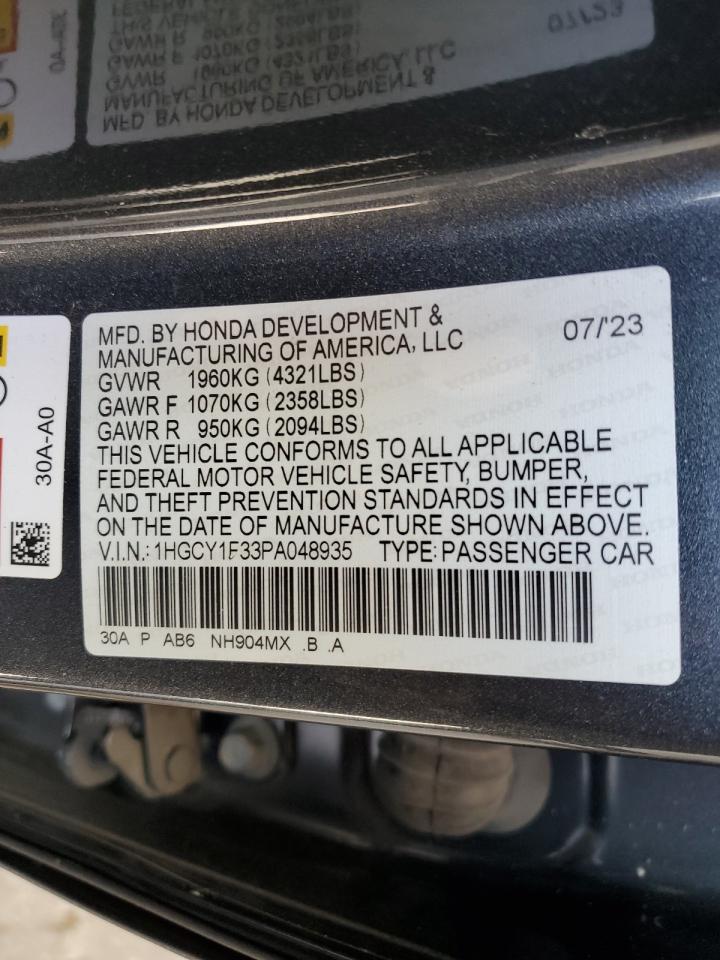 MFD. BY HONDA DEVELOPMENT &
MANUFACTURING OF AMERICA, LLC
07/'23
GVWR 1960KG (4321LBS)
GAWR F 1070KG (2358LBS)
GAWR R 950KG (2094LBS)
THIS VEHICLE CONFORMS TO ALL APPLICABLE
FEDERAL MOTOR VEHICLE SAFETY, BUMPER,
AND THEFT PREVENTION STANDARDS IN EFFECT
ON THE DATE OF MANUFACTURE SHOWN ABOVE.
V.I.N.: 1HGCY1F33PA048935 TYPE: PASSENGER CAR
30A P AB6 NH904MX .B .A
30A-A0